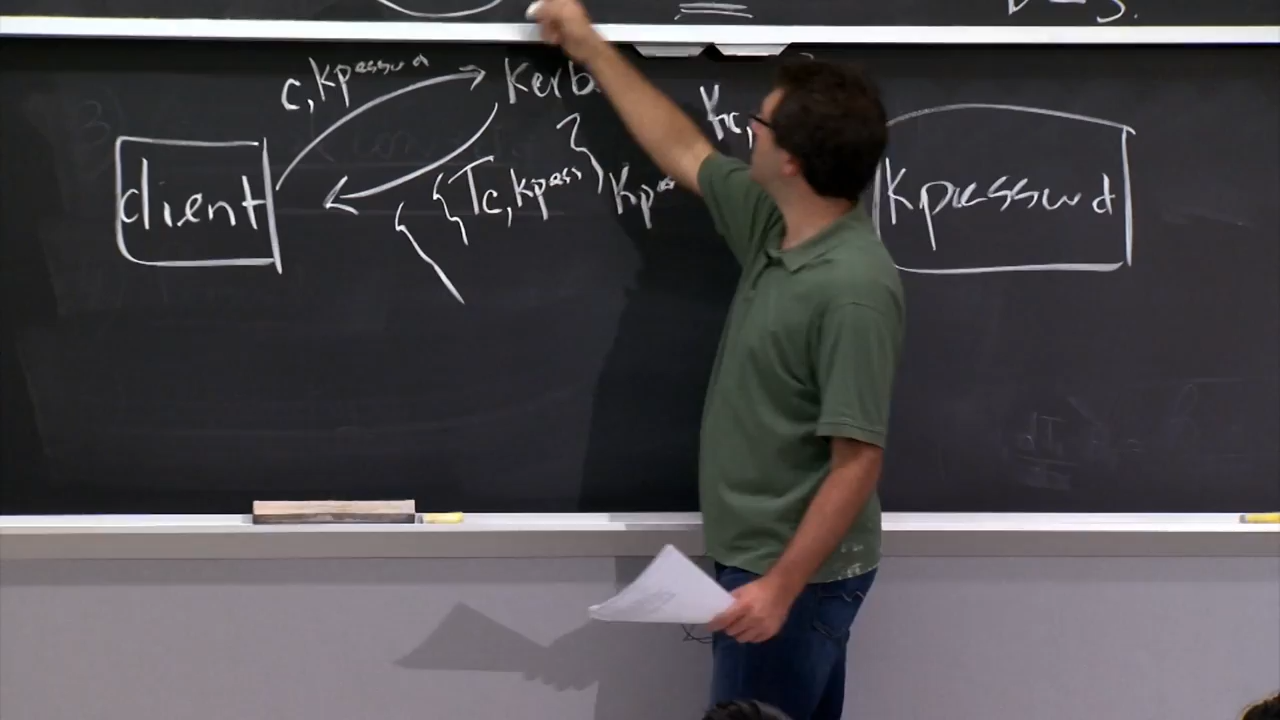 c, Kpasswd
Kerb
Kc,
client
{Tc,kpass}Kp
Kpasswd